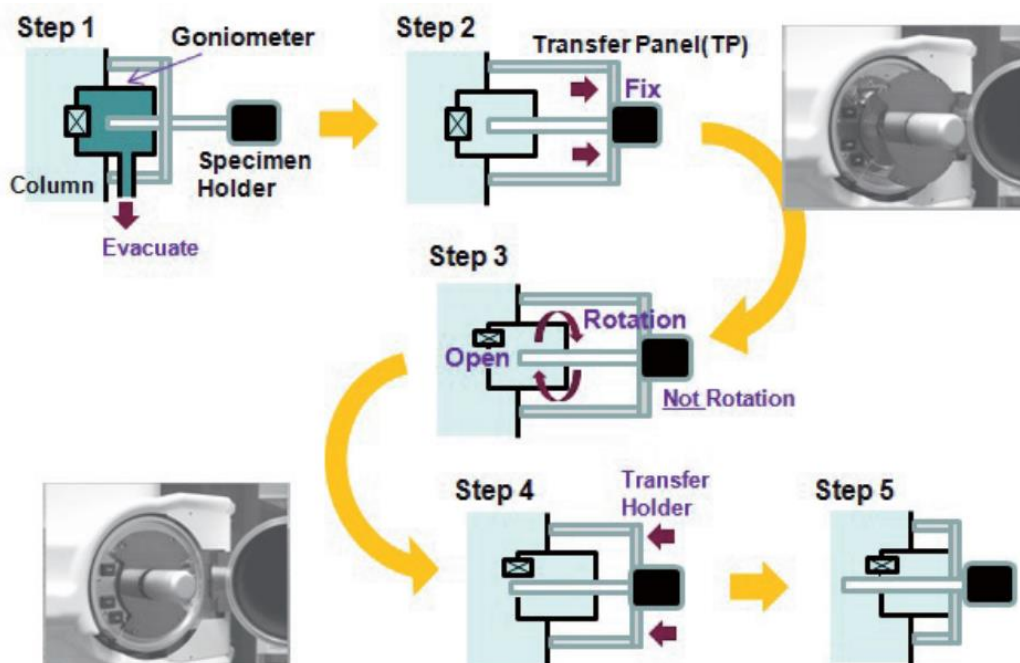 Step 1
Goniometer
Specimen
Holder
Column
Evacuate
Step 2
Transfer Panel(TP)
Fix
Step 3
Rotation
Open
Not Rotation
Step 4
Transfer
Holder
Step 5